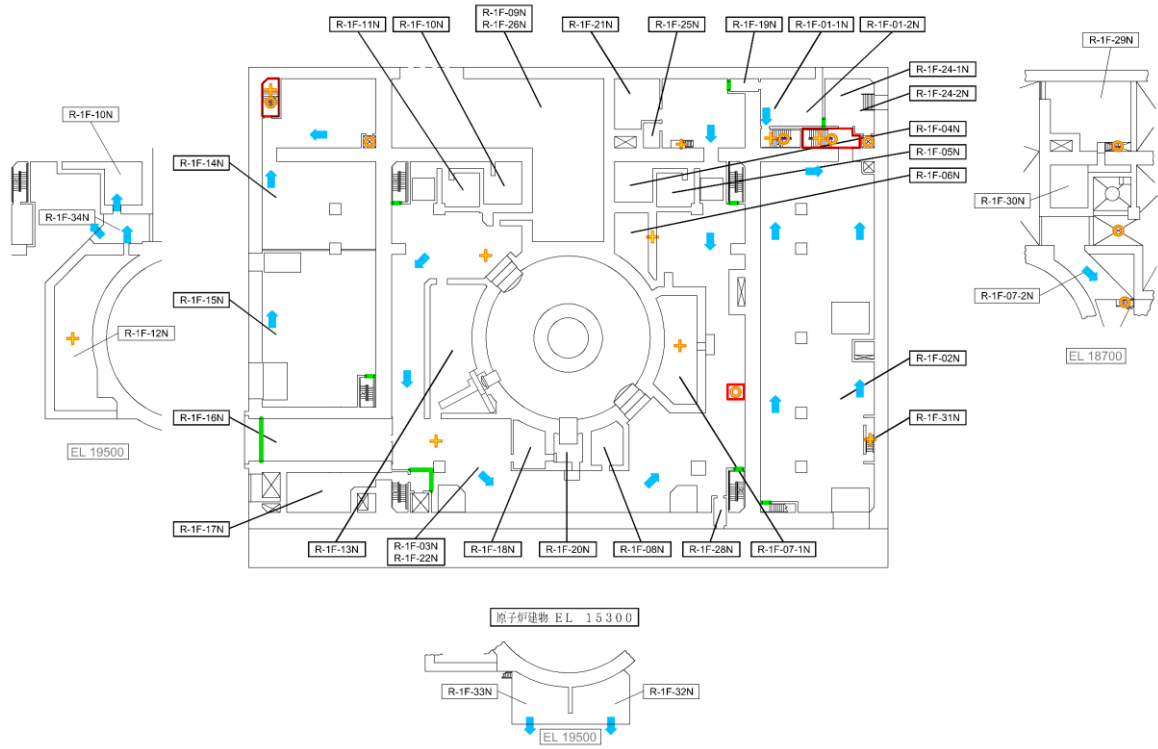 R-1F-09N
R-1F-26N
R-1F-11N
R-1F-10N
R-1F-21N
R-1F-25N
R-1F-19N
R-1F-01-1N
R-1F-01-2N
R-1F-29N
R-1F-24-1N
R-1F-24-2N
R-1F-10N
R-1F-04N
R-1F-05N
R-1F-14N
R-1F-06N
R-1F-30N
R-1F-34N
R-1F-15N
R-1F-07-2N
R-1F-12N
EL 18700
R-1F-02N
R-1F-31N
R-1F-16N
EL 19500
R-1F-17N
R-1F-13N
R-1F-03N
R-1F-22N
R-1F-18N
R-1F-20N
R-1F-08N
R-1F-28N
R-1F-07-1N
原子炉建物 EL 15300
R-1F-33N
R-1F-32N
EL 19500